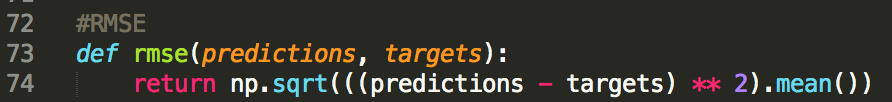 72 #RMSE
73 def rmse(predictions, targets):
74     return np.sqrt(((predictions - targets) ** 2).mean())